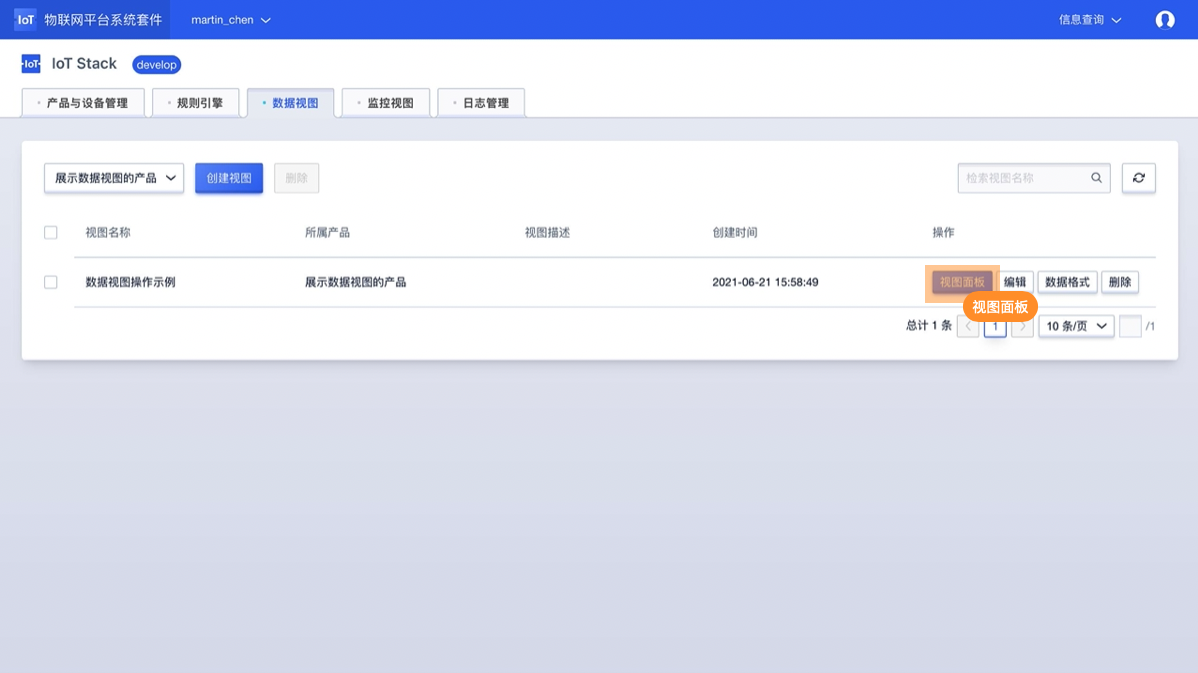 IoT 物联网平台系统套件 martin_chen 信息查询
IoT IoT Stack develop
产品与设备管理 规则引擎 数据视图 监控视图 日志管理
展示数据视图的产品 创建视图 删除 检索视图名称
视图名称 所属产品 视图描述 创建时间 操作
数据视图操作示例 展示数据视图的产品 2021-06-21 15:58:49 视图面板 编辑 数据格式 删除
视图面板
总计 1 条 1 10 条/页 /1